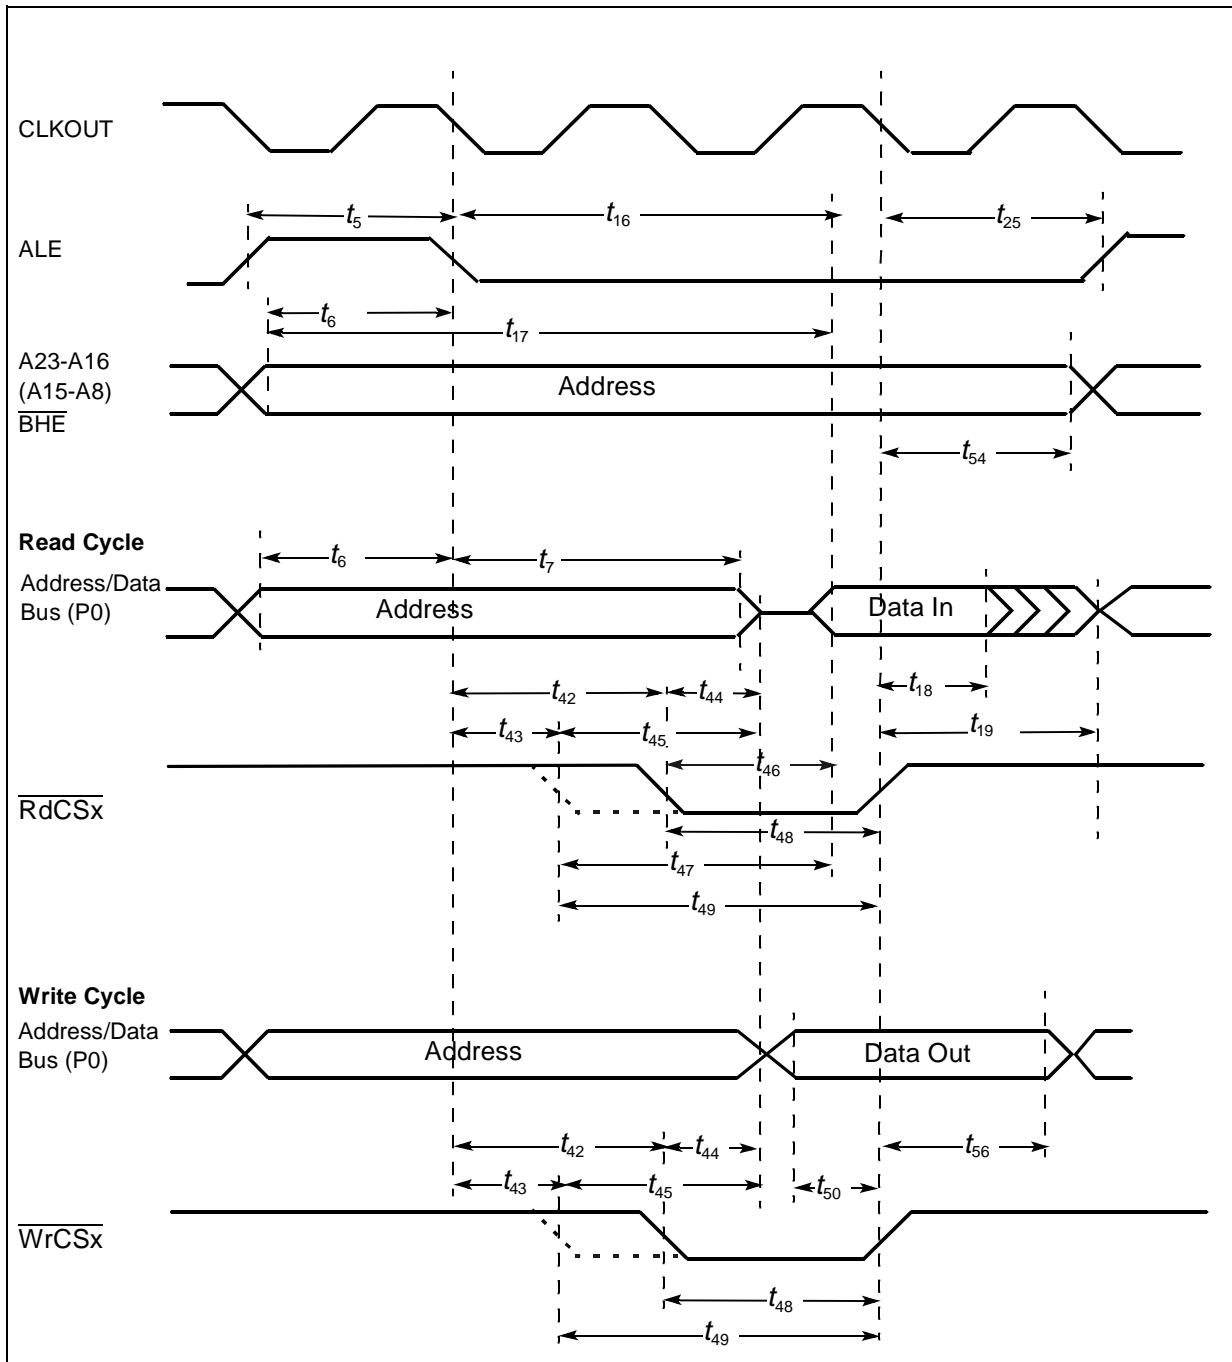 CLKOUT
t5
t16
t25
ALE
t6
t17
A23-A16
(A15-A8)
BHE
Address
t54
Read Cycle
t6
t7
Address/Data
Bus (P0)
Address
Data In
t42
t44
t18
t43
t45
t19
t46
RdCSx
t48
t47
t49
Write Cycle
Address/Data
Bus (P0)
Address
Data Out
t42
t44
t56
t43
t45
t50
WrCSx
t48
t49